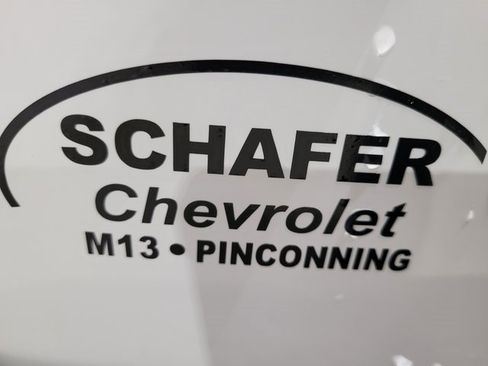 SCHAFER
Chevrolet
M13 • PINCONNING